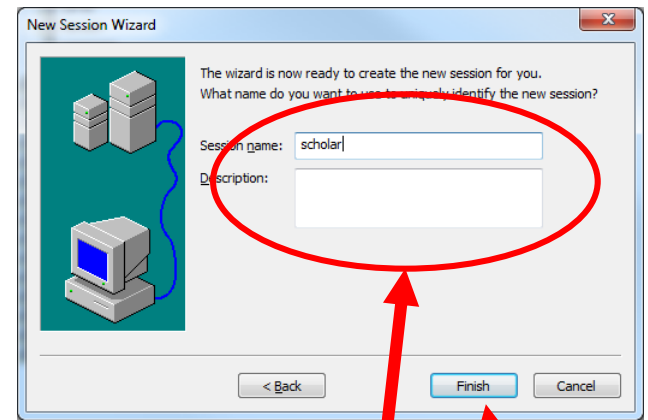 New Session Wizard
The wizard is now ready to create the new session for you.
What name do you want to use to uniquely identify the new session?
Session name: scholar
Description:
< Back Finish Cancel